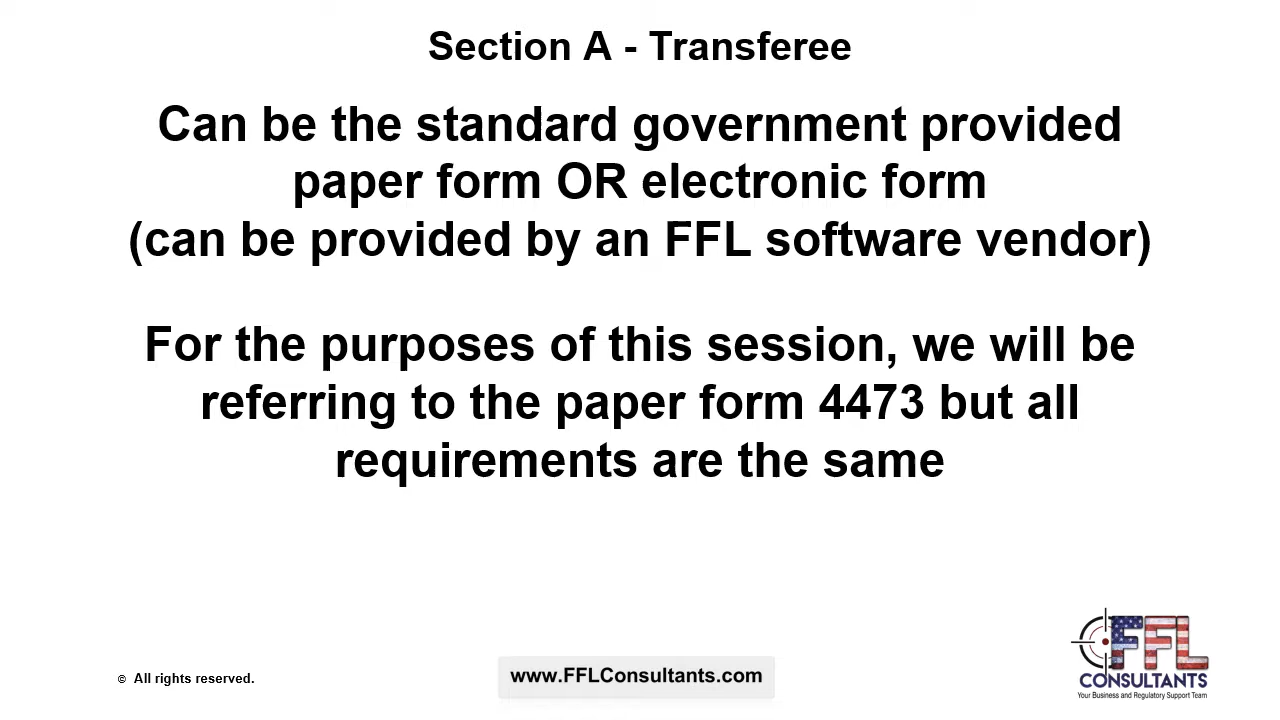 Section A - Transferee
Can be the standard government provided
paper form OR electronic form
(can be provided by an FFL software vendor)
For the purposes of this session, we will be
referring to the paper form 4473 but all
requirements are the same
© All rights reserved.
www.FFLConsultants.com
FFL
CONSULTANTS
Your Business and Regulatory Support Team